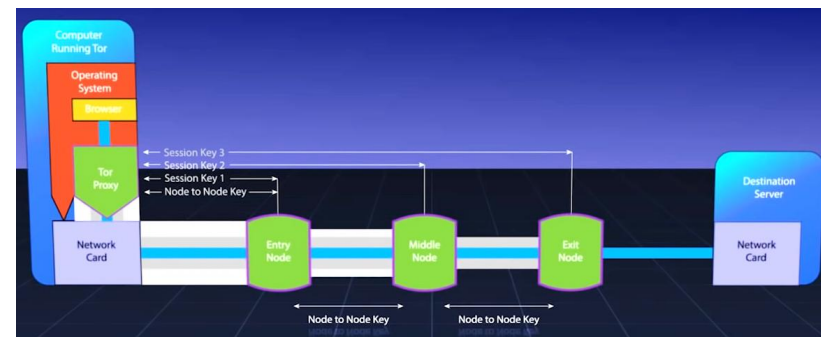 Computer
Running Tor
Operating
System
Browser
Tor
Proxy
Network
Card
Session Key 3
Session Key 2
Session Key 1
Node to Node Key
Entry
Node
Middle
Node
Exit
Node
Node to Node Key
Node to Node Key
Destination
Server
Network
Card